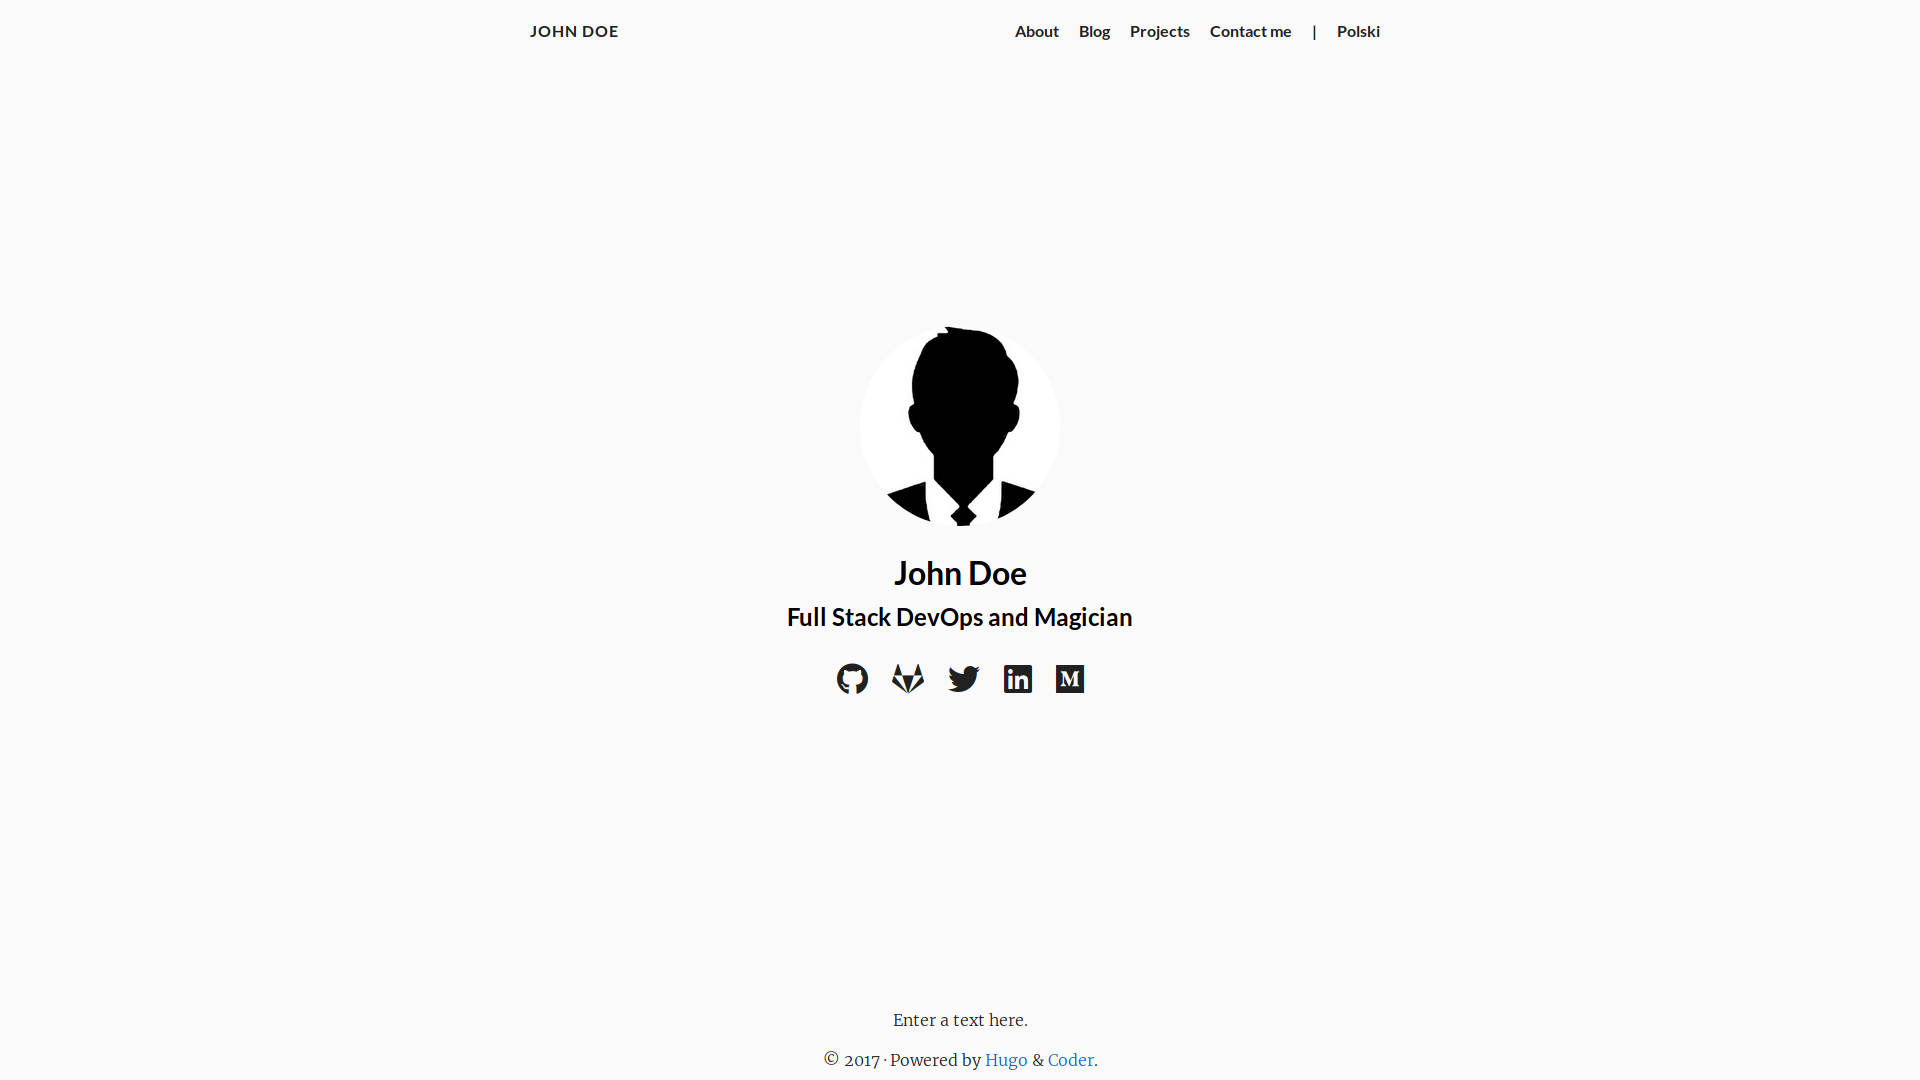 JOHN DOE
About Blog Projects Contact me | Polski
John Doe
Full Stack DevOps and Magician
Enter a text here.
© 2017 · Powered by Hugo & Coder.